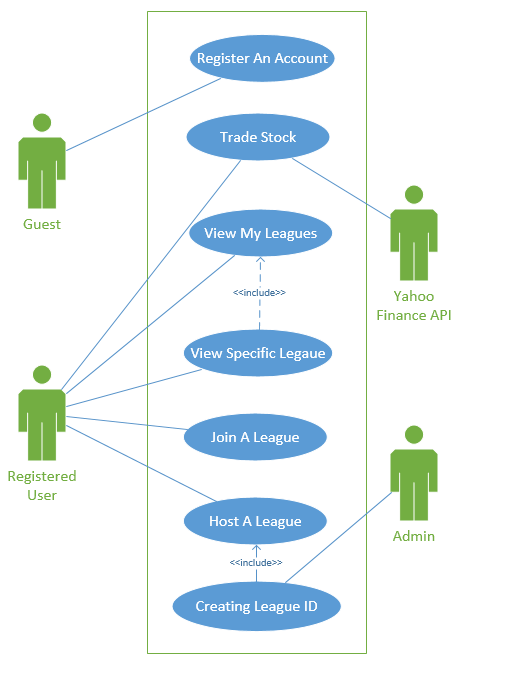 Register An Account
Trade Stock
Guest
View My Leagues
<<include>>
Yahoo
Finance API
View Specific Legaue
Join A League
Registered
User
Host A League
Admin
<<include>>
Creating League ID